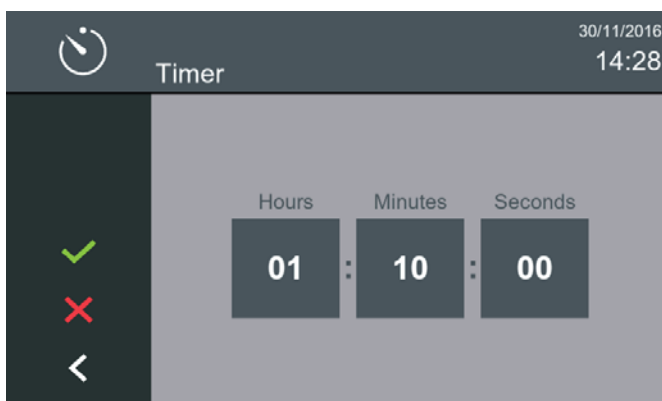 30/11/2016
14:28
Timer
Hours Minutes Seconds
01 : 10 : 00